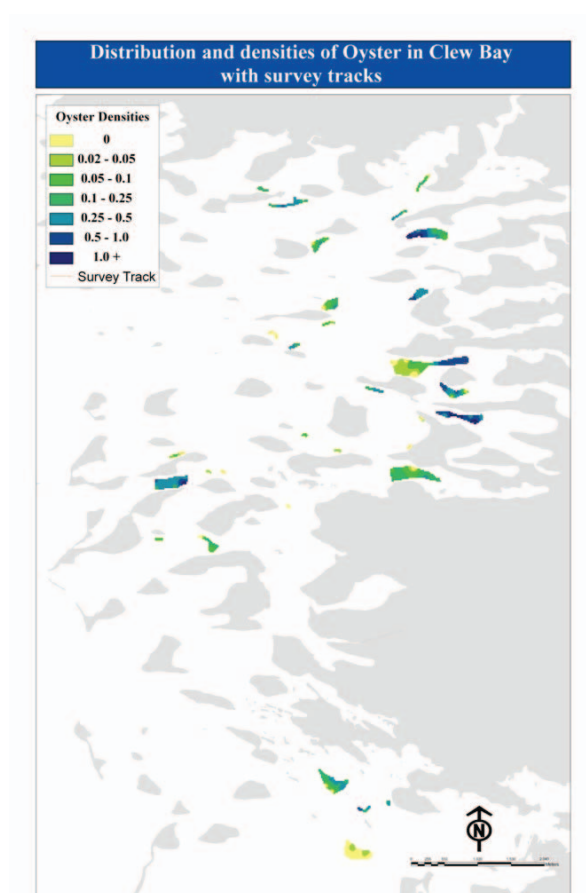 Distribution and densities of Oyster in Clew Bay
with survey tracks
Oyster Densities
0
0.02 - 0.05
0.05 - 0.1
0.1 - 0.25
0.25 - 0.5
0.5 - 1.0
1.0 +
Survey Track
N